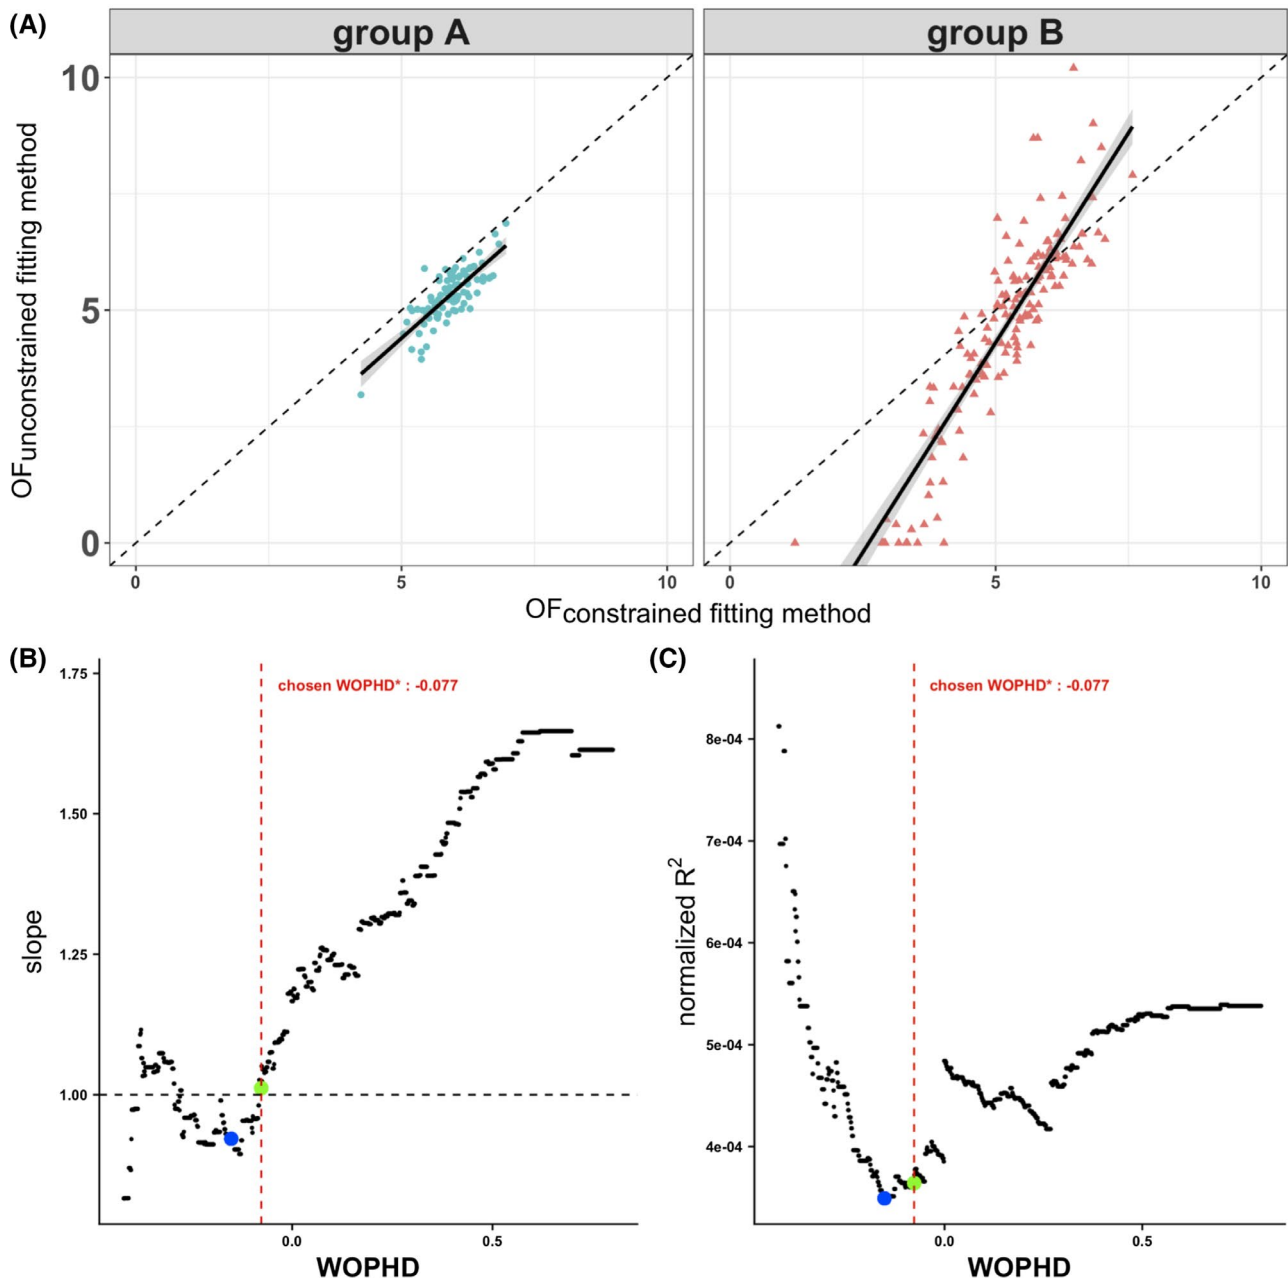 (A)
group A
group B
OFunconstrained fitting method
10
5
0
0
5
10
0
5
10
OFconstrained fitting method
(B)
chosen WOPHD* : -0.077
slope
1.75
1.50
1.25
1.00
0.0
0.5
WOPHD
(C)
chosen WOPHD* : -0.077
normalized R²
8e-04
7e-04
6e-04
5e-04
4e-04
0.0
0.5
WOPHD